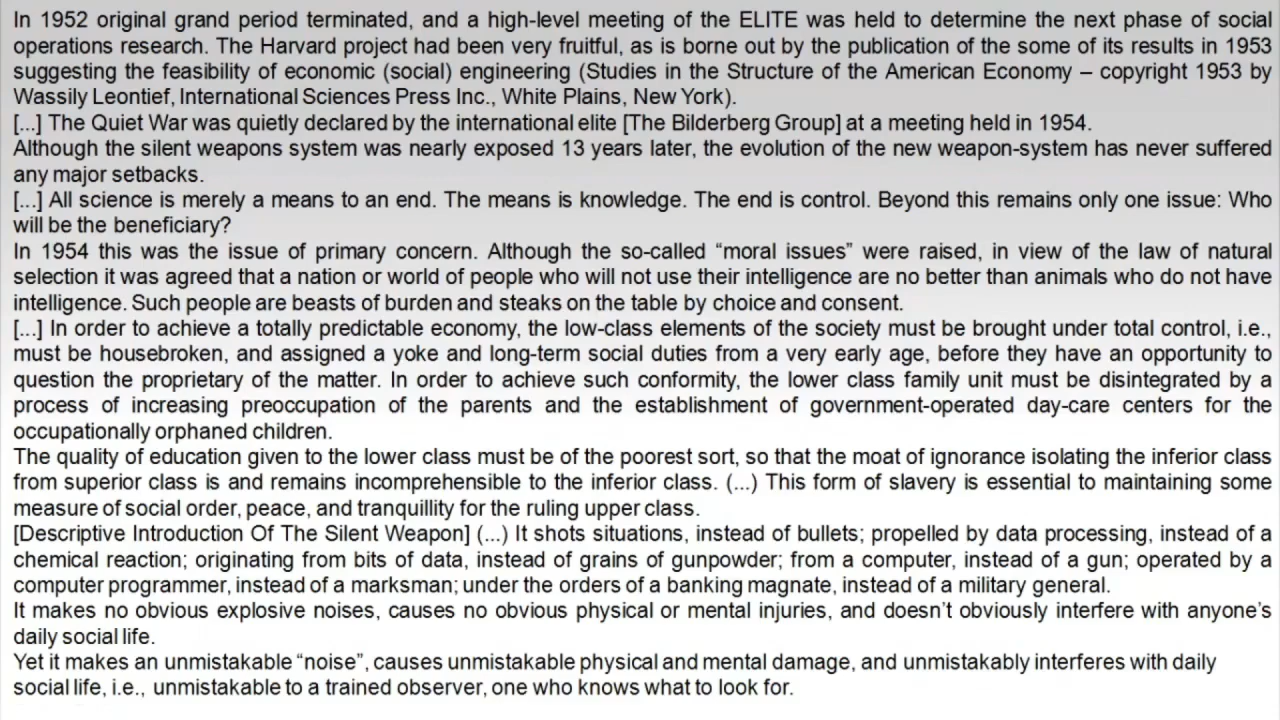 In 1952 original grand period terminated, and a high-level meeting of the ELITE was held to determine the next phase of social
operations research. The Harvard project had been very fruitful, as is borne out by the publication of the some of its results in 1953
suggesting the feasibility of economic (social) engineering (Studies in the Structure of the American Economy – copyright 1953 by
Wassily Leontief, International Sciences Press Inc., White Plains, New York).
[...] The Quiet War was quietly declared by the international elite [The Bilderberg Group] at a meeting held in 1954.
Although the silent weapons system was nearly exposed 13 years later, the evolution of the new weapon-system has never suffered
any major setbacks.
[...] All science is merely a means to an end. The means is knowledge. The end is control. Beyond this remains only one issue: Who
will be the beneficiary?
In 1954 this was the issue of primary concern. Although the so-called “moral issues” were raised, in view of the law of natural
selection it was agreed that a nation or world of people who will not use their intelligence are no better than animals who do not have
intelligence. Such people are beasts of burden and steaks on the table by choice and consent.
[...] In order to achieve a totally predictable economy, the low-class elements of the society must be brought under total control, i.e.,
must be housebroken, and assigned a yoke and long-term social duties from a very early age, before they have an opportunity to
question the proprietary of the matter. In order to achieve such conformity, the lower class family unit must be disintegrated by a
process of increasing preoccupation of the parents and the establishment of government-operated day-care centers for the
occupationally orphaned children.
The quality of education given to the lower class must be of the poorest sort, so that the moat of ignorance isolating the inferior class
from superior class is and remains incomprehensible to the inferior class. (...) This form of slavery is essential to maintaining some
measure of social order, peace, and tranquillity for the ruling upper class.
[Descriptive Introduction Of The Silent Weapon] (...) It shots situations, instead of bullets; propelled by data processing, instead of a
chemical reaction; originating from bits of data, instead of grains of gunpowder; from a computer, instead of a gun; operated by a
computer programmer, instead of a marksman; under the orders of a banking magnate, instead of a military general.
It makes no obvious explosive noises, causes no obvious physical or mental injuries, and doesn’t obviously interfere with anyone’s
daily social life.
Yet it makes an unmistakable “noise”, causes unmistakable physical and mental damage, and unmistakably interferes with daily
social life, i.e., unmistakable to a trained observer, one who knows what to look for.